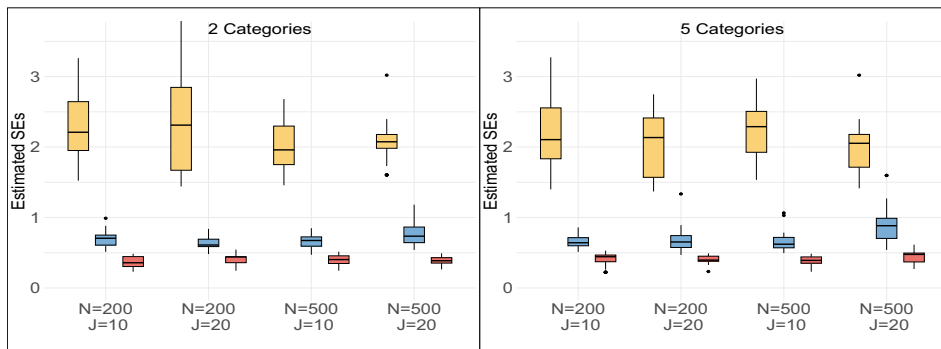 2 Categories
Estimated SEs
3
2
1
0
N=200
J=10
N=200
J=20
N=500
J=10
N=500
J=20
5 Categories
Estimated SEs
3
2
1
0
N=200
J=10
N=200
J=20
N=500
J=10
N=500
J=20